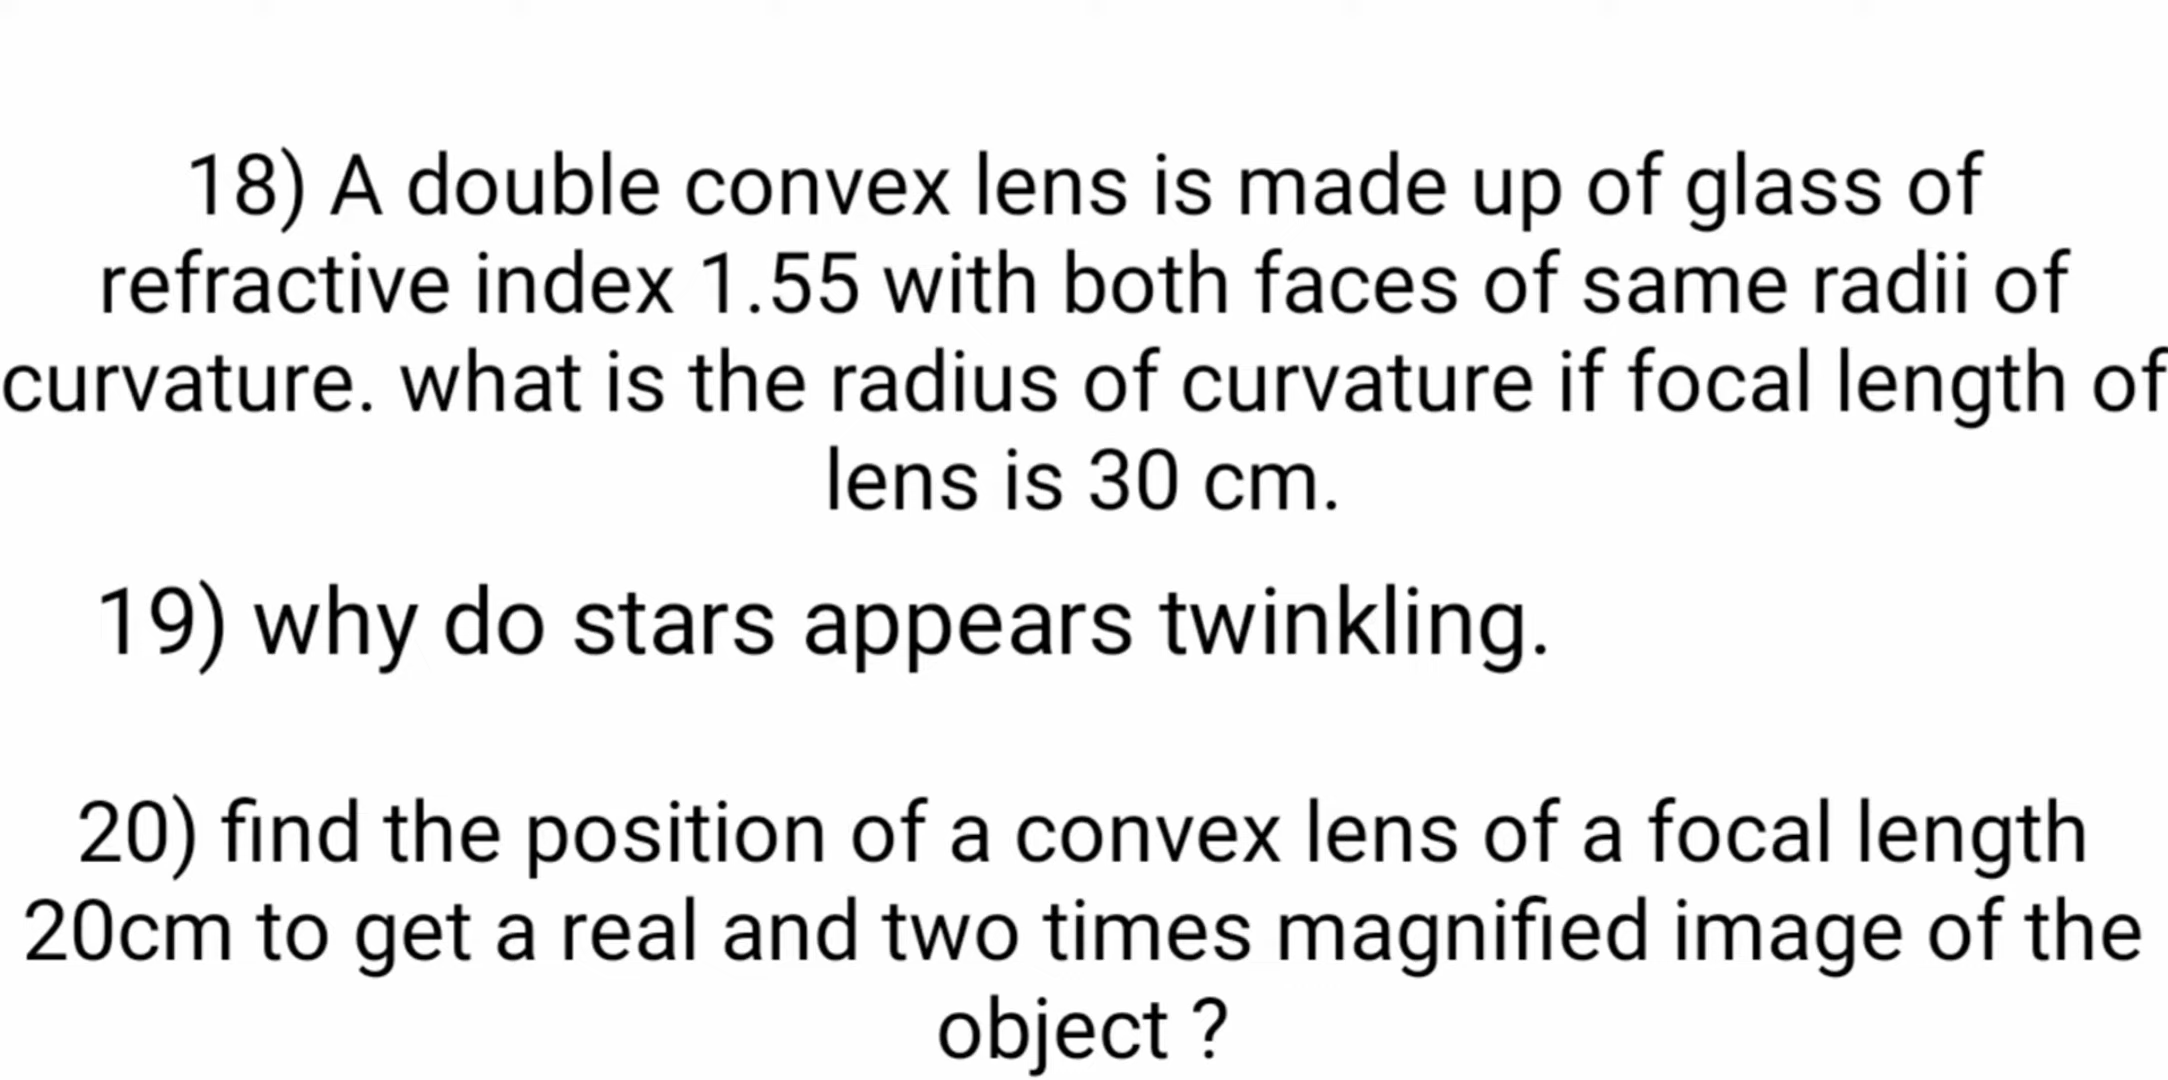 18) A double convex lens is made up of glass of
refractive index 1.55 with both faces of same radii of
curvature. what is the radius of curvature if focal length of
lens is 30 cm.
19) why do stars appears twinkling.
20) find the position of a convex lens of a focal length
20cm to get a real and two times magnified image of the
object ?